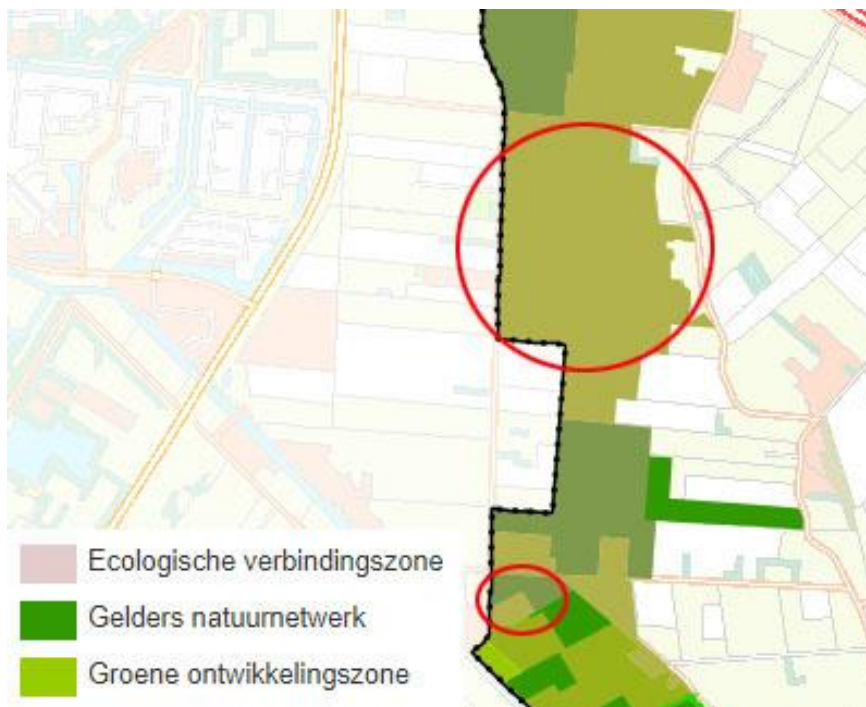 Ecologische verbindingszone
Gelders natuurnetwerk
Groene ontwikkelingszone